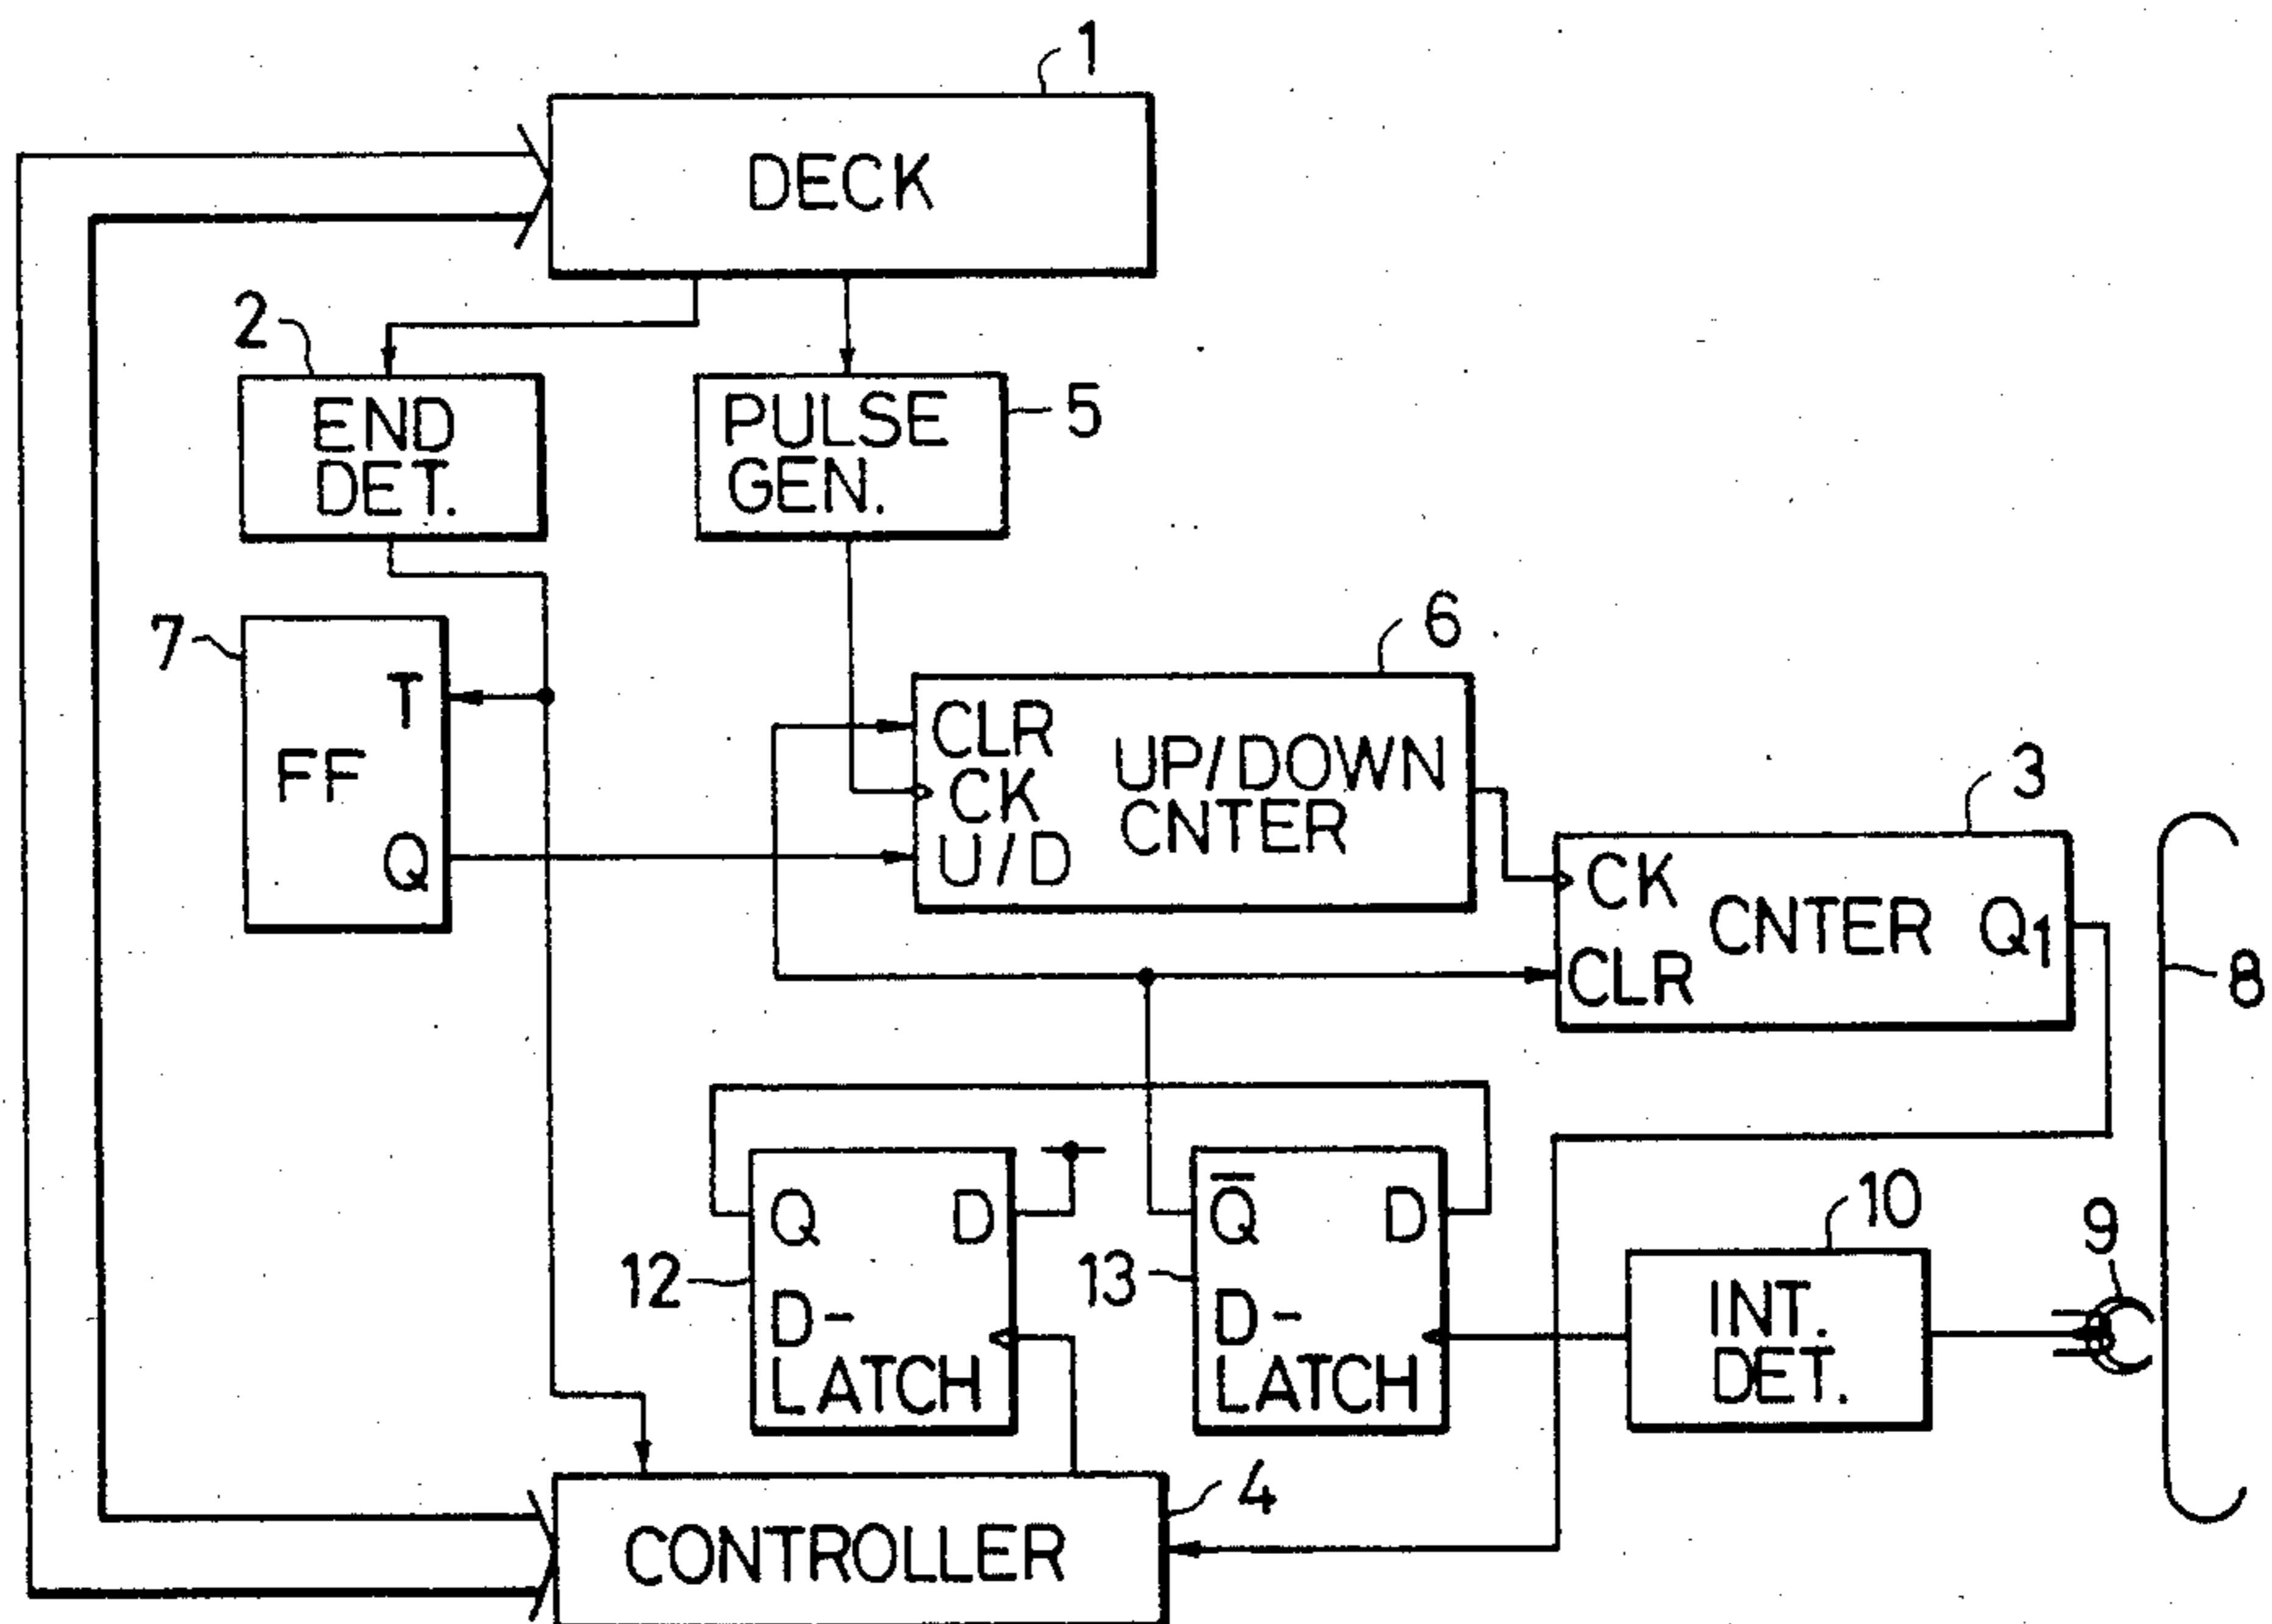 1
DECK
2
END
DET.
PULSE
GEN.
5
7
T
FF
Q
6
CLR
CK
U/D
UP/DOWN
CNTER
3
CK
CLR
CNTER
Q1
8
Q
D
D-
LATCH
12
Q̅
D
D-
LATCH
13
10
INT.
DET.
9
4
CONTROLLER